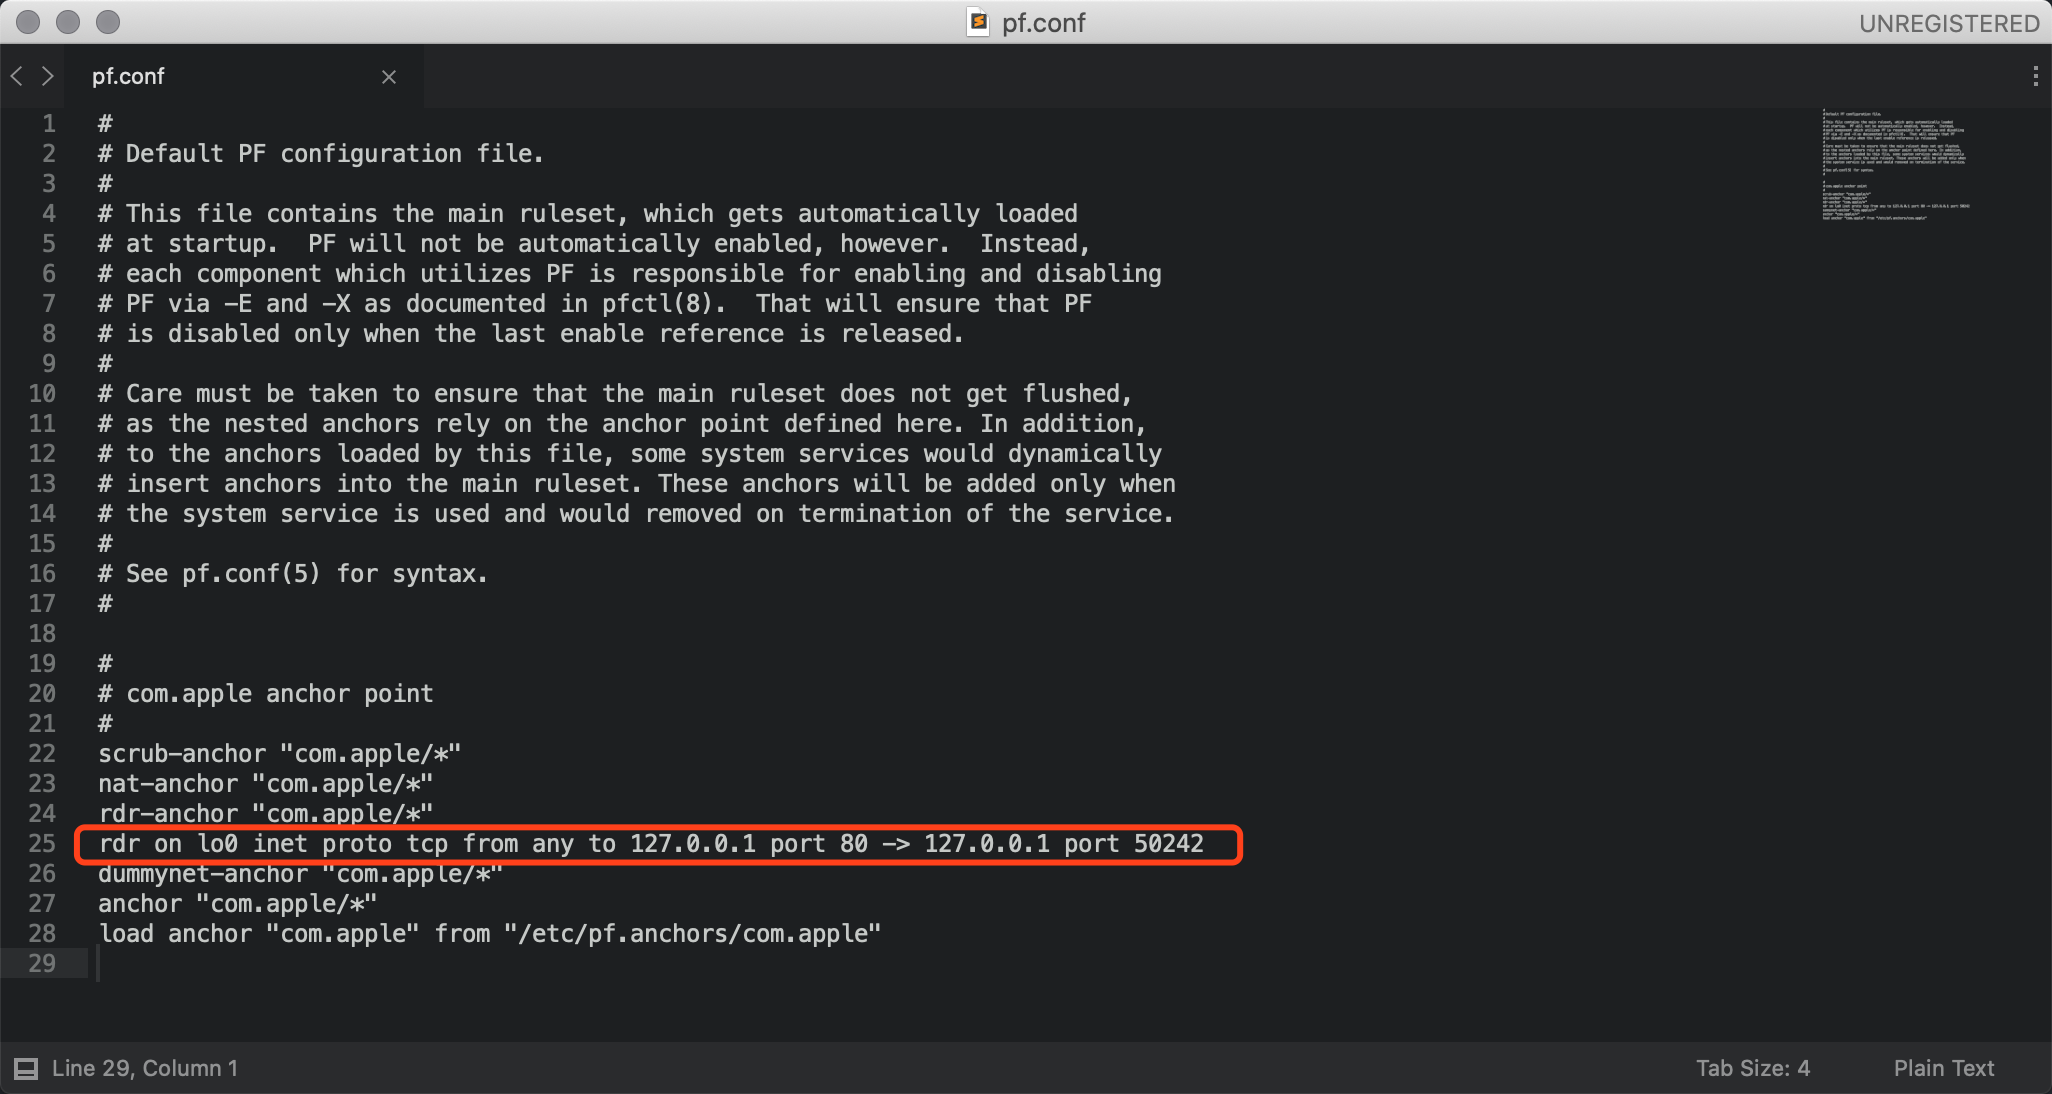 pf.conf
UNREGISTERED
pf.conf
1 #
2 # Default PF configuration file.
3 #
4 # This file contains the main ruleset, which gets automatically loaded
5 # at startup.  PF will not be automatically enabled, however.  Instead,
6 # each component which utilizes PF is responsible for enabling and disabling
7 # PF via -E and -X as documented in pfctl(8).  That will ensure that PF
8 # is disabled only when the last enable reference is released.
9 #
10 # Care must be taken to ensure that the main ruleset does not get flushed,
11 # as the nested anchors rely on the anchor point defined here. In addition,
12 # to the anchors loaded by this file, some system services would dynamically
13 # insert anchors into the main ruleset. These anchors will be added only when
14 # the system service is used and would removed on termination of the service.
15 #
16 # See pf.conf(5) for syntax.
17 #
18
19 #
20 # com.apple anchor point
21 #
22 scrub-anchor "com.apple/*"
23 nat-anchor "com.apple/*"
24 rdr-anchor "com.apple/*"
25 rdr on lo0 inet proto tcp from any to 127.0.0.1 port 80 -> 127.0.0.1 port 50242
26 dummynet-anchor "com.apple/*"
27 anchor "com.apple/*"
28 load anchor "com.apple" from "/etc/pf.anchors/com.apple"
29
Line 29, Column 1
Tab Size: 4
Plain Text